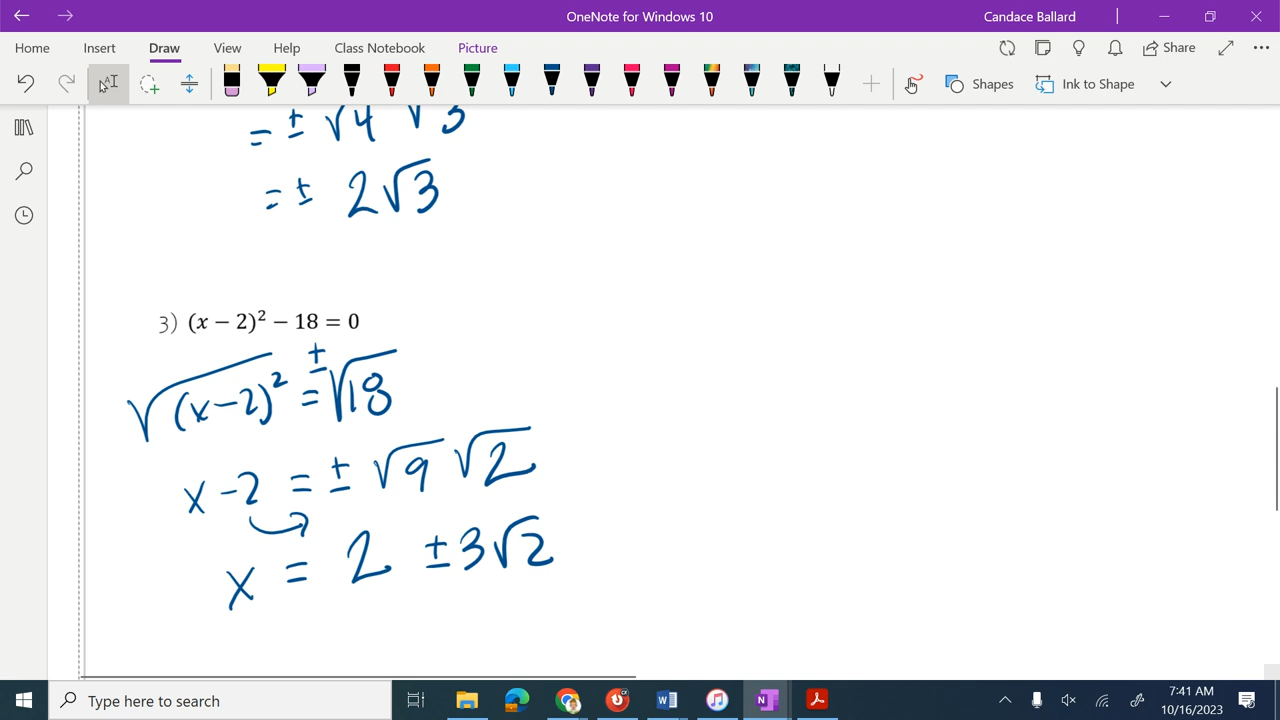 OneNote for Windows 10
Candace Ballard
Home Insert Draw View Help Class Notebook Picture
Share
Shapes Ink to Shape
= ± √4 √3
= ± 2√3
3) (x − 2)² − 18 = 0
√(x−2)² = ±√18
x −2 = ± √9 √2
x = 2 ± 3√2
Type here to search
7:41 AM
10/16/2023